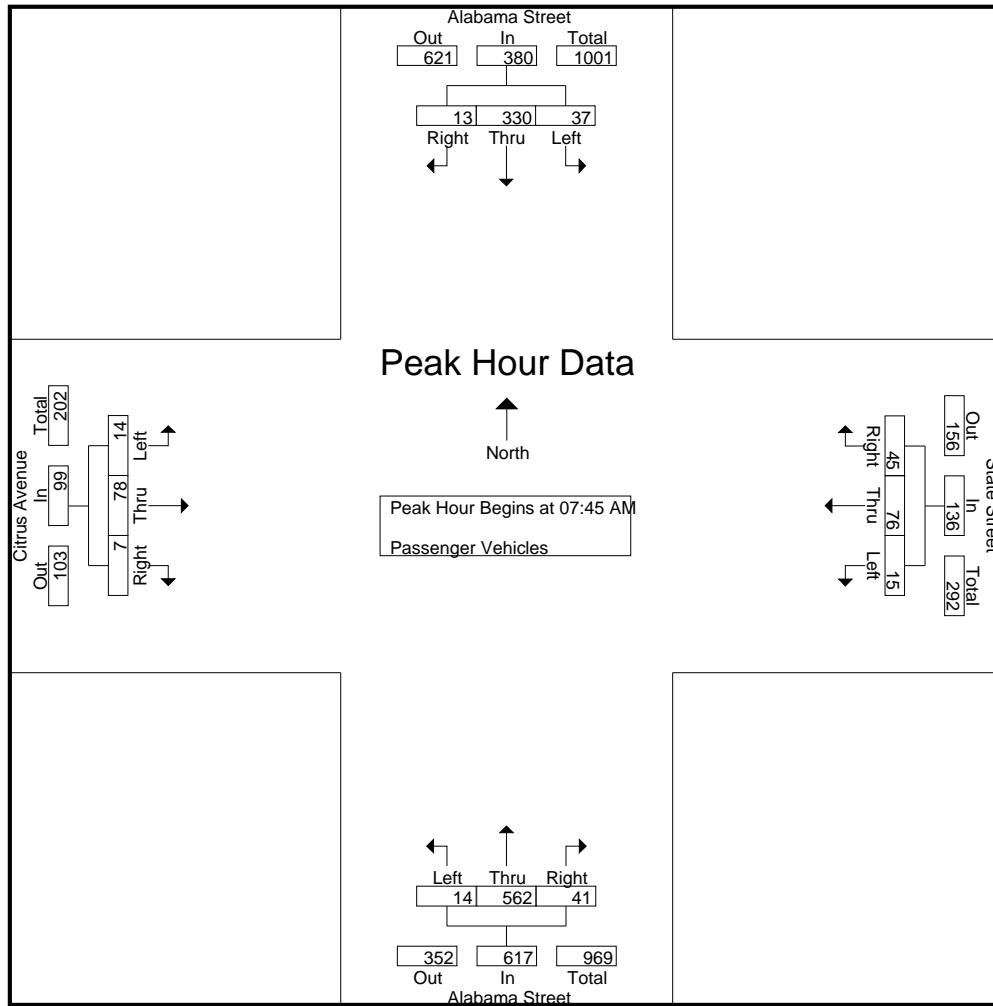 Alabama Street
Out In Total
621 380 1001
13 330 37
Right Thru Left
Peak Hour Data
North
Peak Hour Begins at 07:45 AM
Passenger Vehicles
Citrus Avenue
Total In Out
202 99 103
14 78 7
Left Thru Right
State Street
Out In Total
156 136 292
45 76 15
Right Thru Left
Left Thru Right
14 562 41
352 617 969
Out In Total
Alabama Street